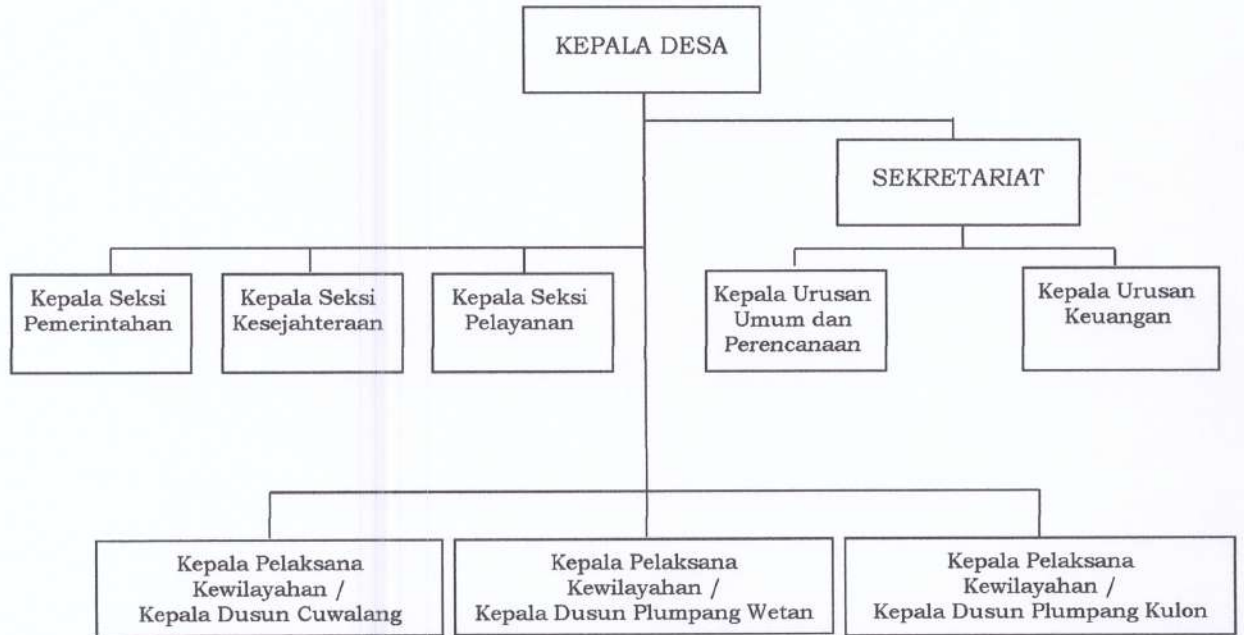 KEPALA DESA
SEKRETARIAT
Kepala Seksi
Pemerintahan
Kepala Seksi
Kesejahteraan
Kepala Seksi
Pelayanan
Kepala Urusan
Umum dan
Perencanaan
Kepala Urusan
Keuangan
Kepala Pelaksana
Kewilayahan /
Kepala Dusun Cuwalang
Kepala Pelaksana
Kewilayahan /
Kepala Dusun Plumpang Wetan
Kepala Pelaksana
Kewilayahan /
Kepala Dusun Plumpang Kulon